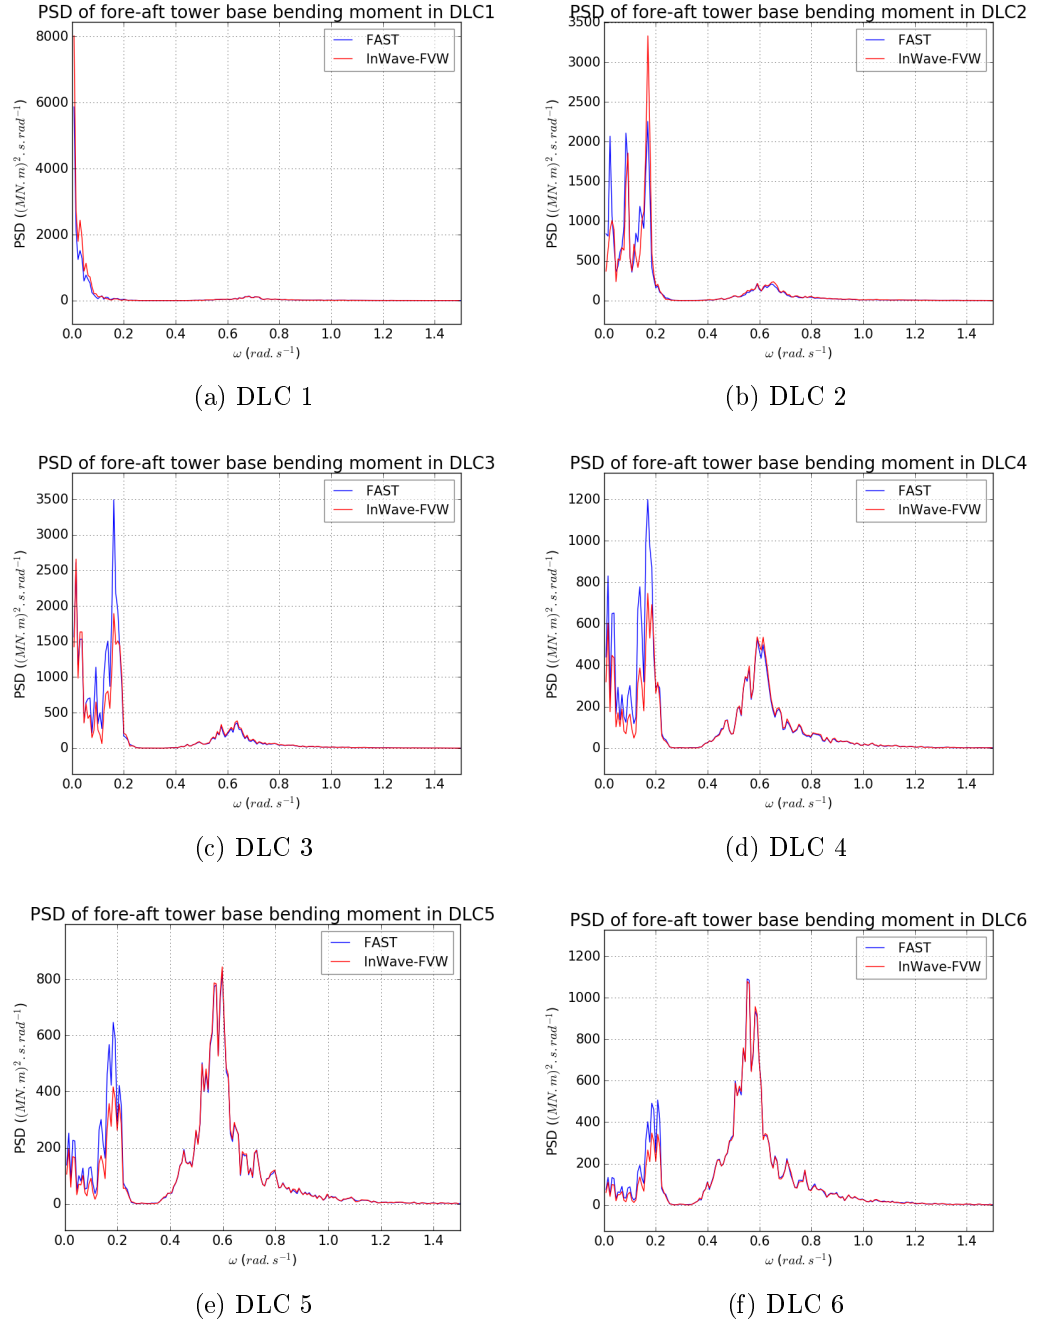 PSD of fore-aft tower base bending moment in DLC1
FAST
InWave-FVW
PSD ((MN.m)².s.rad⁻¹)
8000
6000
4000
2000
0
0.0 0.2 0.4 0.6 0.8 1.0 1.2 1.4
ω (rad.s⁻¹)
(a) DLC 1
PSD of fore-aft tower base bending moment in DLC2
FAST
InWave-FVW
PSD ((MN.m)².s.rad⁻¹)
3500
3000
2500
2000
1500
1000
500
0
0.0 0.2 0.4 0.6 0.8 1.0 1.2 1.4
ω (rad.s⁻¹)
(b) DLC 2
PSD of fore-aft tower base bending moment in DLC3
FAST
InWave-FVW
PSD ((MN.m)².s.rad⁻¹)
3500
3000
2500
2000
1500
1000
500
0
0.0 0.2 0.4 0.6 0.8 1.0 1.2 1.4
ω (rad.s⁻¹)
(c) DLC 3
PSD of fore-aft tower base bending moment in DLC4
FAST
InWave-FVW
PSD ((MN.m)².s.rad⁻¹)
1200
1000
800
600
400
200
0
0.0 0.2 0.4 0.6 0.8 1.0 1.2 1.4
ω (rad.s⁻¹)
(d) DLC 4
PSD of fore-aft tower base bending moment in DLC5
FAST
InWave-FVW
PSD ((MN.m)².s.rad⁻¹)
800
600
400
200
0
0.0 0.2 0.4 0.6 0.8 1.0 1.2 1.4
ω (rad.s⁻¹)
(e) DLC 5
PSD of fore-aft tower base bending moment in DLC6
FAST
InWave-FVW
PSD ((MN.m)².s.rad⁻¹)
1200
1000
800
600
400
200
0
0.0 0.2 0.4 0.6 0.8 1.0 1.2 1.4
ω (rad.s⁻¹)
(f) DLC 6